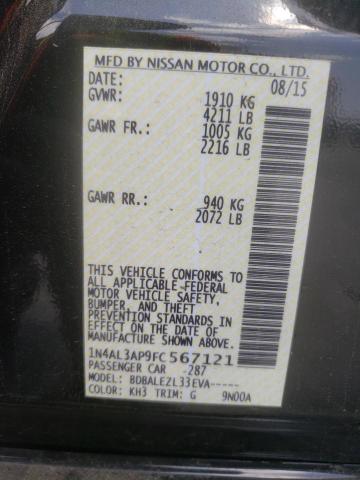 MFD BY NISSAN MOTOR CO., LTD.
DATE: 08/15
GVWR: 1910 KG
4211 LB
GAWR FR: 1005 KG
2216 LB
GAWR RR: 940 KG
2072 LB
THIS VEHICLE CONFORMS TO
ALL APPLICABLE FEDERAL
MOTOR VEHICLE SAFETY,
BUMPER, AND THEFT
PREVENTION STANDARDS
IN EFFECT ON THE DATE OF
MANUFACTURE SHOWN ABOVE.
1N4AL3AP9FC567121
PASSENGER CAR -287
MODEL: BDBALEZL33EVA-----
COLOR: KH3 TRIM: G 9N00A